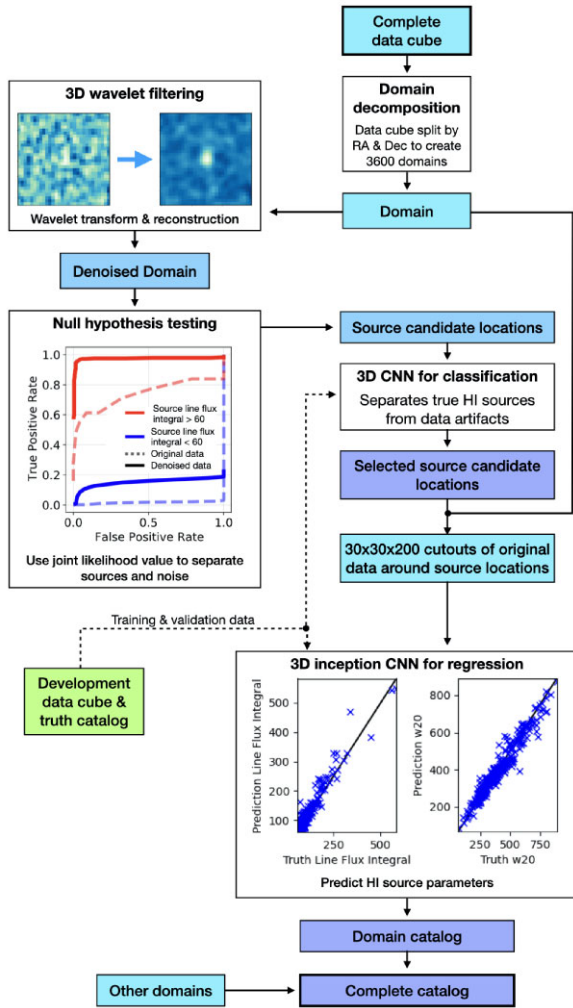 Complete
data cube
Domain
decomposition
Data cube split by
RA & Dec to create
3600 domains
Domain
3D wavelet filtering
Wavelet transform & reconstruction
Denoised Domain
Null hypothesis testing
True Positive Rate
1.0
0.8
0.6
0.4
0.2
0.0
Source line flux
integral > 60
Source line flux
integral < 60
Original data
Denoised data
0.0
0.5
1.0
False Positive Rate
Use joint likelihood value to separate
sources and noise
Source candidate locations
3D CNN for classification
Separates true HI sources
from data artifacts
Selected source candidate
locations
30x30x200 cutouts of original
data around source locations
Training & validation data
Development
data cube &
truth catalog
3D inception CNN for regression
Prediction Line Flux Integral
500
400
300
200
100
250
500
Truth Line Flux Integral
Prediction w20
800
600
400
200
250
500
750
Truth w20
Predict HI source parameters
Domain catalog
Other domains
Complete catalog